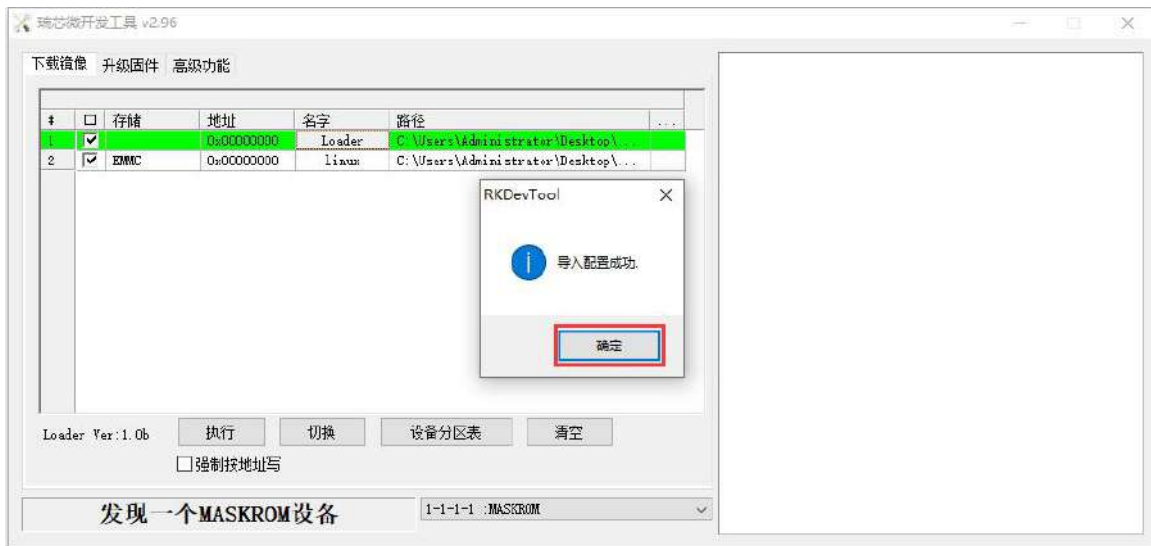 瑞芯微开发工具 v2.96
下载镜像 升级固件 高级功能
# 存储 地址 名字 路径 ...
1 0x00000000 Loader C:\Users\Administrator\Desktop\...
2 EMMC 0x00000000 linux C:\Users\Administrator\Desktop\...
RKDevTool
导入配置成功.
确定
Loader Ver:1.0b 执行 切换 设备分区表 清空
强制按地址写
发现一个MASKROM设备 1-1-1-1 :MASKROM